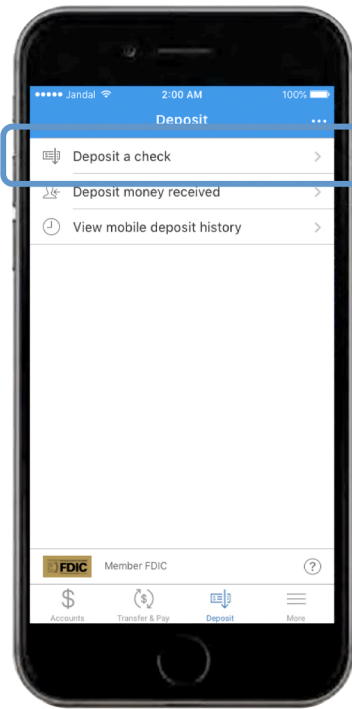 Jandal 2:00 AM 100%
Deposit
Deposit a check
Deposit money received
View mobile deposit history
FDIC Member FDIC ?
$ Accounts ($) Transfer & Pay Deposit More